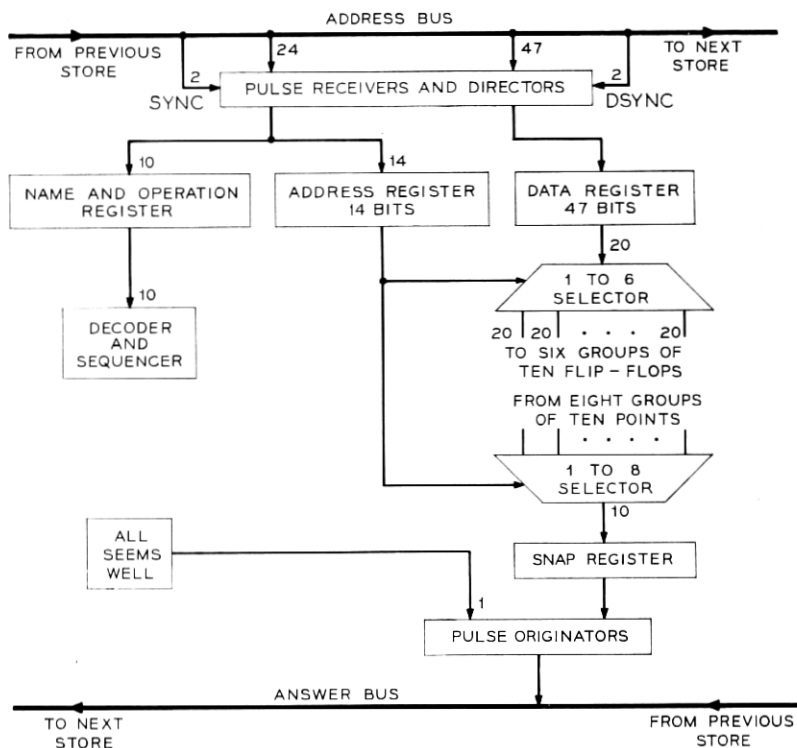 ADDRESS BUS
FROM PREVIOUS
STORE
24
47
TO NEXT
STORE
2
SYNC
PULSE RECEIVERS AND DIRECTORS
2
DSYNC
10
14
NAME AND OPERATION
REGISTER
ADDRESS REGISTER
14 BITS
DATA REGISTER
47 BITS
20
10
1 TO 6
SELECTOR
DECODER
AND
SEQUENCER
20 20 . . . . 20
TO SIX GROUPS OF
TEN FLIP-FLOPS
FROM EIGHT GROUPS
OF TEN POINTS
. . . .
1 TO 8
SELECTOR
10
ALL
SEEMS
WELL
SNAP REGISTER
1
PULSE ORIGINATORS
ANSWER BUS
TO NEXT
STORE
FROM PREVIOUS
STORE